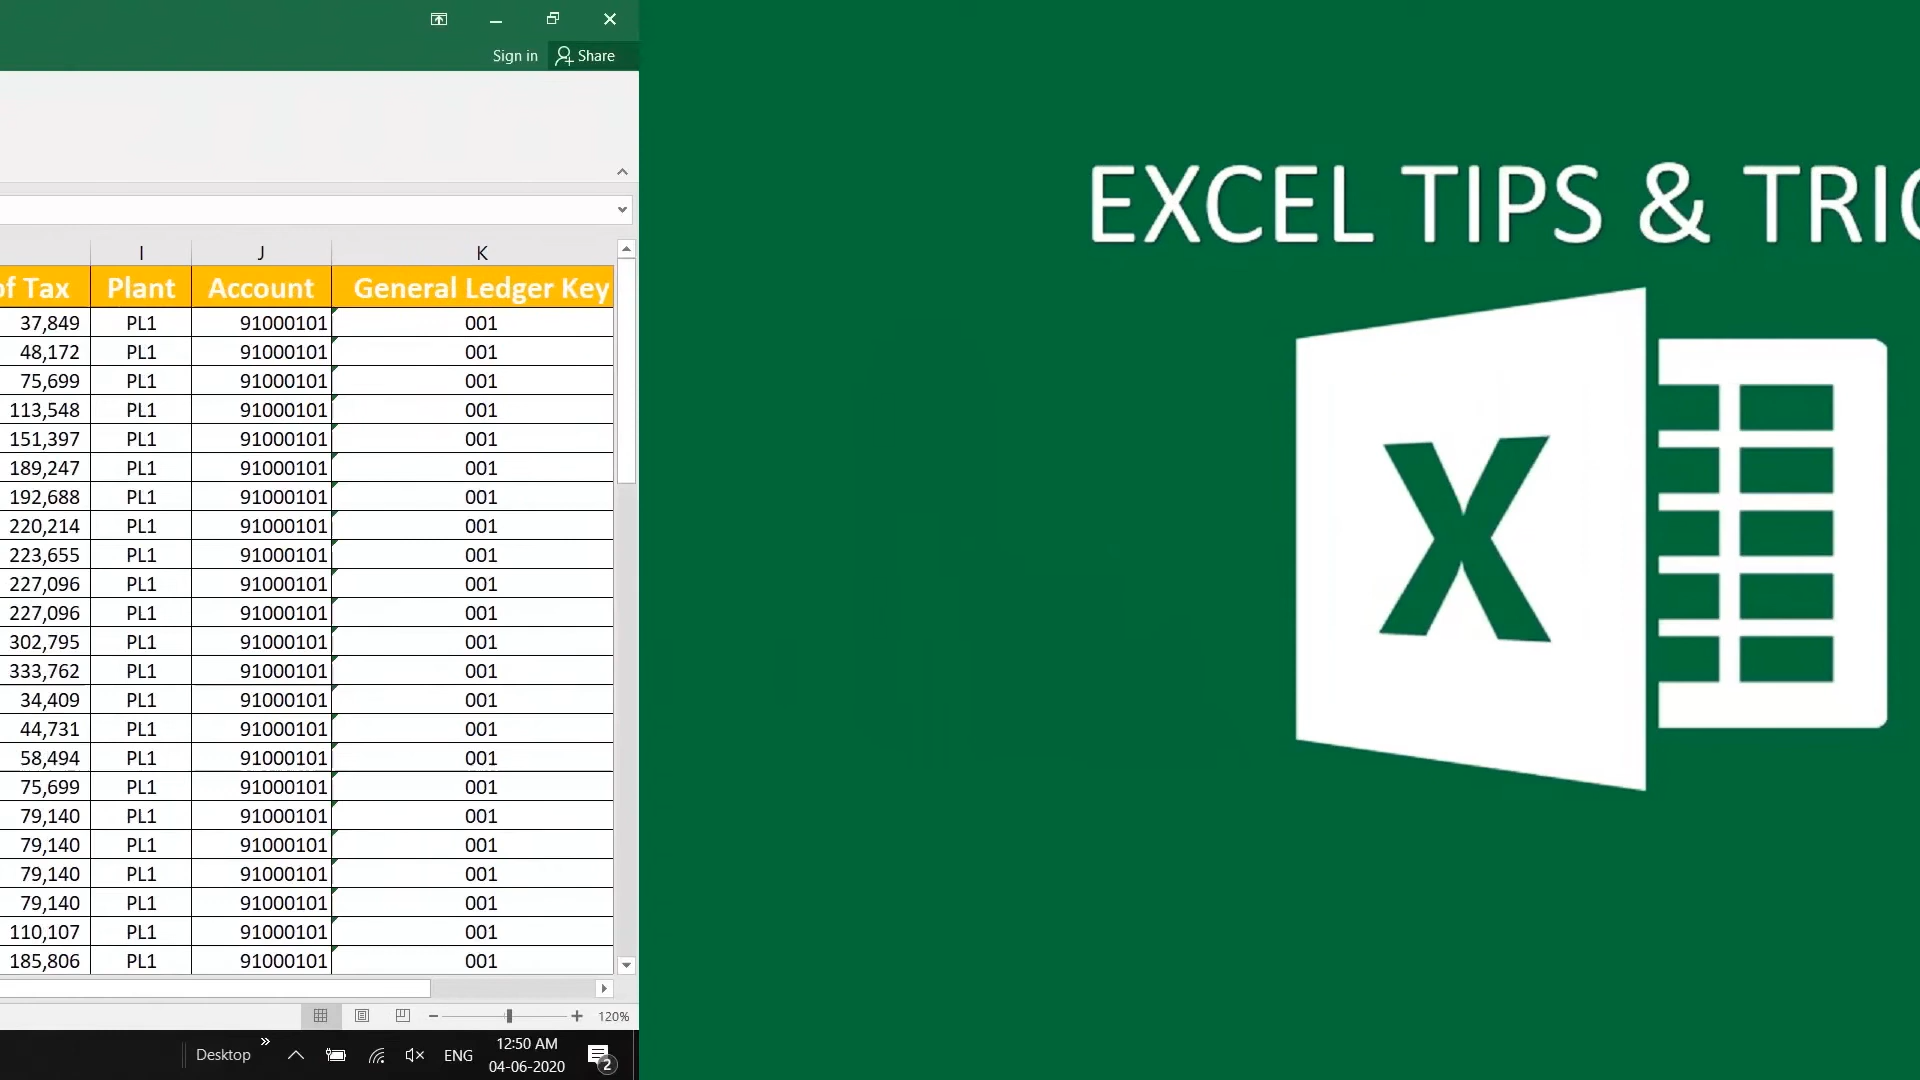 Sign in Share
I J K
of Tax Plant Account General Ledger Key
37,849 PL1 91000101 001
48,172 PL1 91000101 001
75,699 PL1 91000101 001
113,548 PL1 91000101 001
151,397 PL1 91000101 001
189,247 PL1 91000101 001
192,688 PL1 91000101 001
220,214 PL1 91000101 001
223,655 PL1 91000101 001
227,096 PL1 91000101 001
227,096 PL1 91000101 001
302,795 PL1 91000101 001
333,762 PL1 91000101 001
34,409 PL1 91000101 001
44,731 PL1 91000101 001
58,494 PL1 91000101 001
75,699 PL1 91000101 001
79,140 PL1 91000101 001
79,140 PL1 91000101 001
79,140 PL1 91000101 001
79,140 PL1 91000101 001
110,107 PL1 91000101 001
185,806 PL1 91000101 001
120%
Desktop ENG 12:50 AM
04-06-2020 2
EXCEL TIPS & TRIC
X